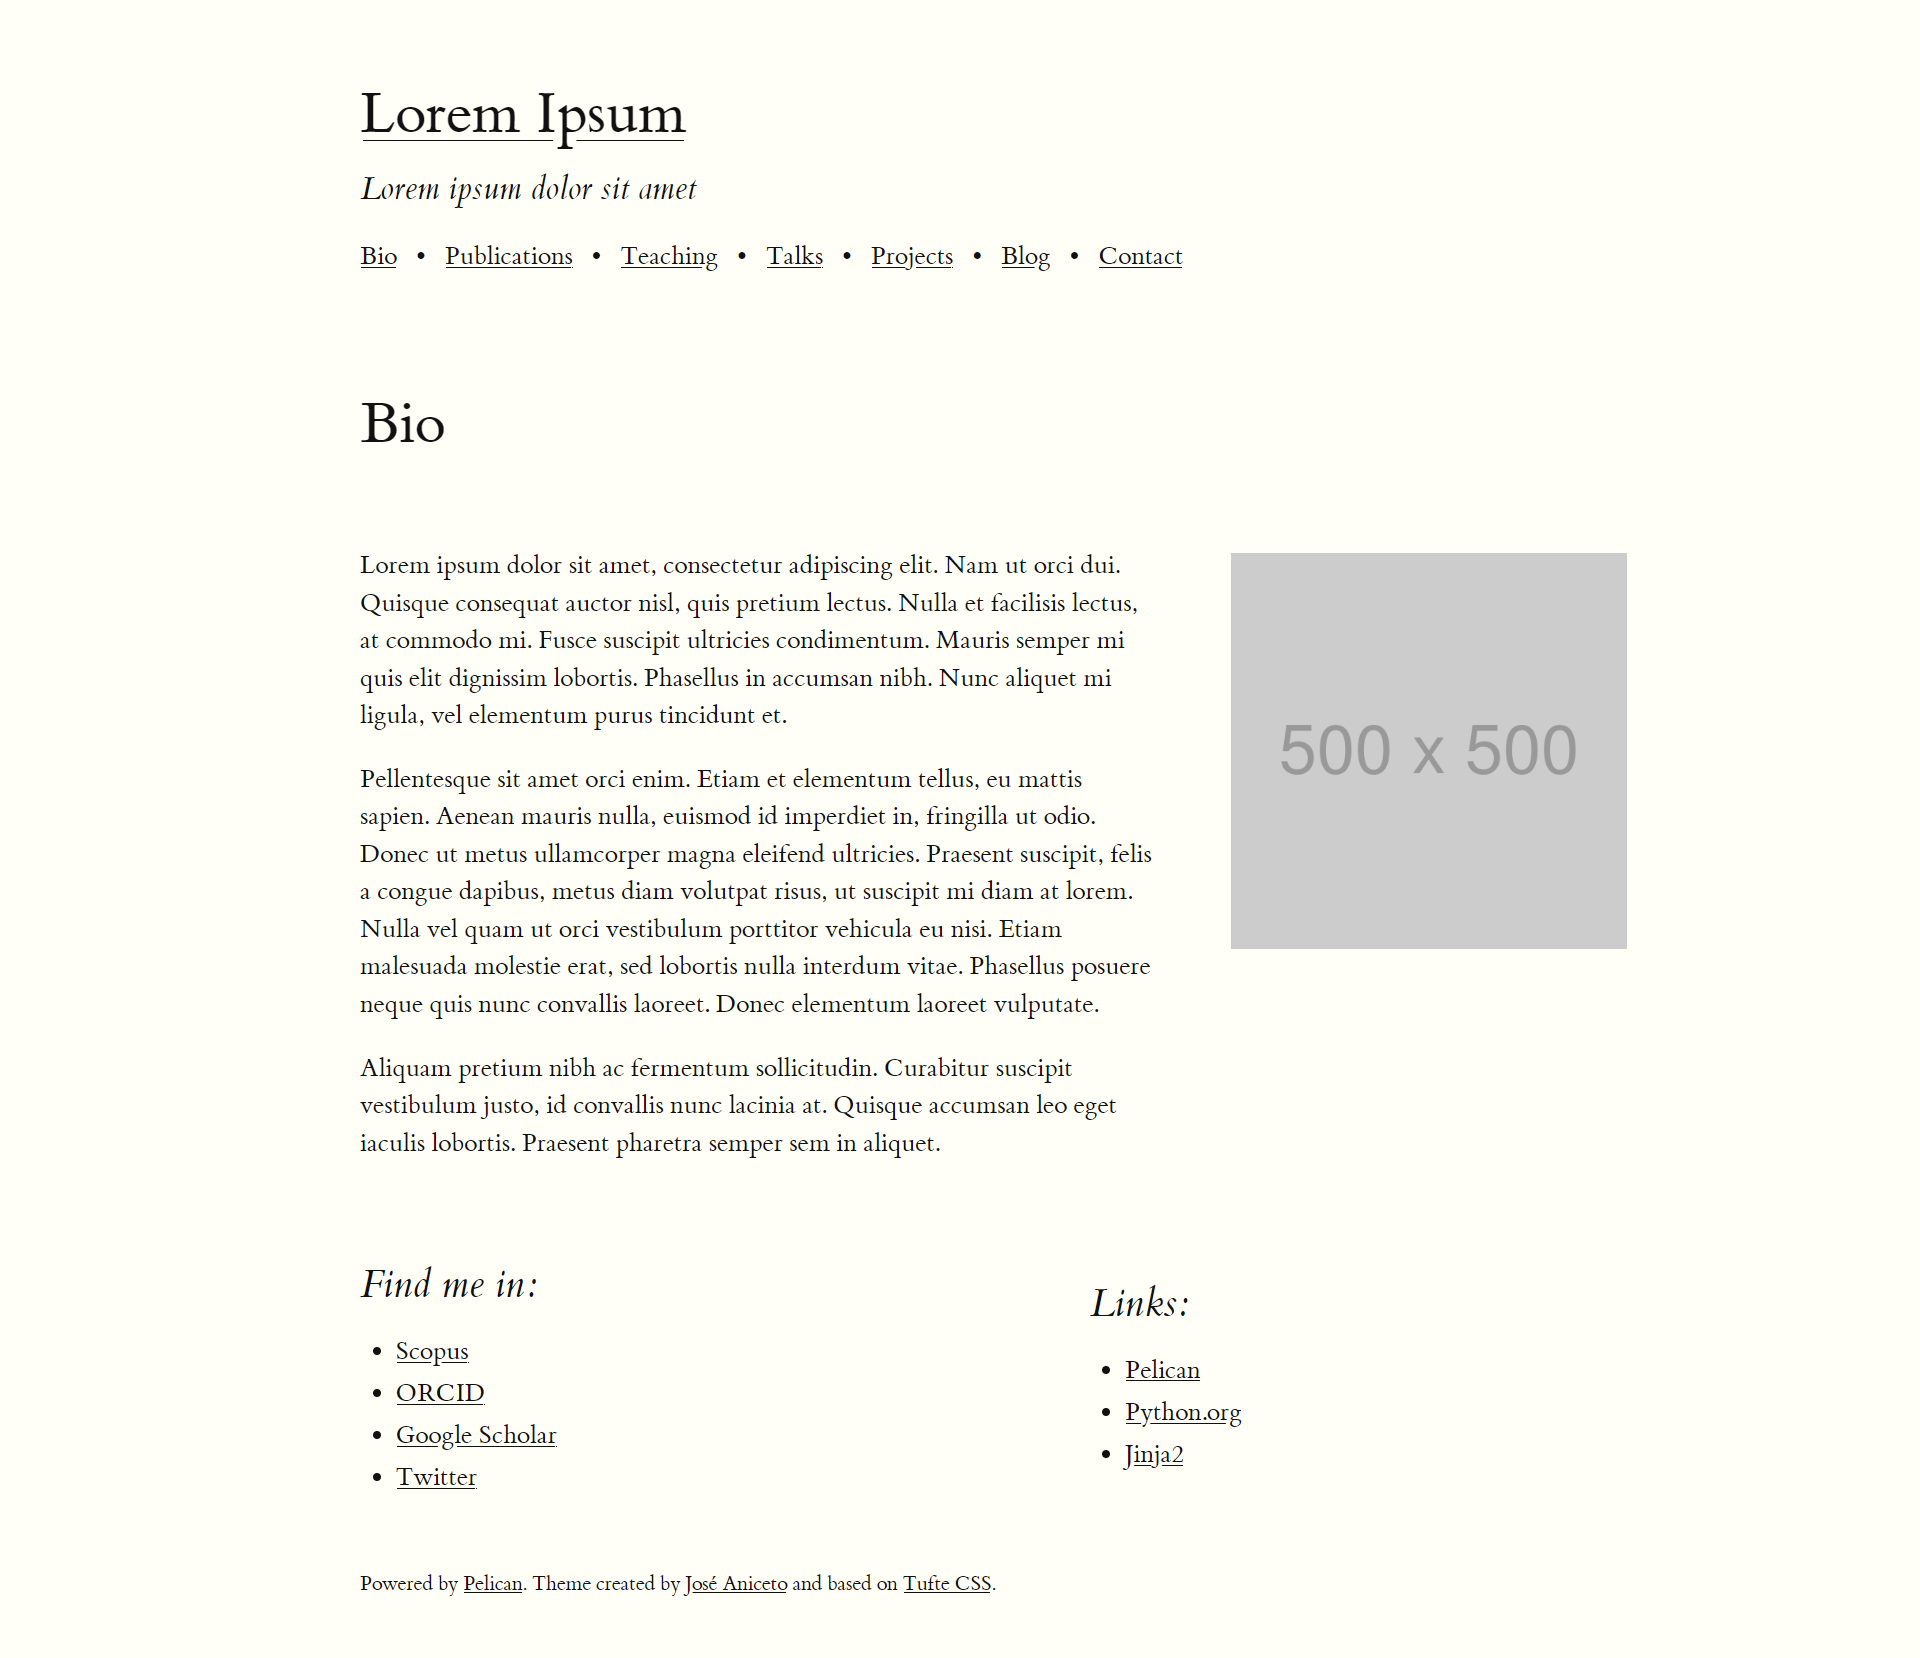 Lorem Ipsum
Lorem ipsum dolor sit amet
Bio • Publications • Teaching • Talks • Projects • Blog • Contact
Bio
Lorem ipsum dolor sit amet, consectetur adipiscing elit. Nam ut orci dui.
Quisque consequat auctor nisl, quis pretium lectus. Nulla et facilisis lectus,
at commodo mi. Fusce suscipit ultricies condimentum. Mauris semper mi
quis elit dignissim lobortis. Phasellus in accumsan nibh. Nunc aliquet mi
ligula, vel elementum purus tincidunt et.
500 x 500
Pellentesque sit amet orci enim. Etiam et elementum tellus, eu mattis
sapien. Aenean mauris nulla, euismod id imperdiet in, fringilla ut odio.
Donec ut metus ullamcorper magna eleifend ultricies. Praesent suscipit, felis
a congue dapibus, metus diam volutpat risus, ut suscipit mi diam at lorem.
Nulla vel quam ut orci vestibulum porttitor vehicula eu nisi. Etiam
malesuada molestie erat, sed lobortis nulla interdum vitae. Phasellus posuere
neque quis nunc convallis laoreet. Donec elementum laoreet vulputate.
Aliquam pretium nibh ac fermentum sollicitudin. Curabitur suscipit
vestibulum justo, id convallis nunc lacinia at. Quisque accumsan leo eget
iaculis lobortis. Praesent pharetra semper sem in aliquet.
Find me in:
• Scopus
• ORCID
• Google Scholar
• Twitter
Links:
• Pelican
• Python.org
• Jinja2
Powered by Pelican. Theme created by José Aniceto and based on Tufte CSS.